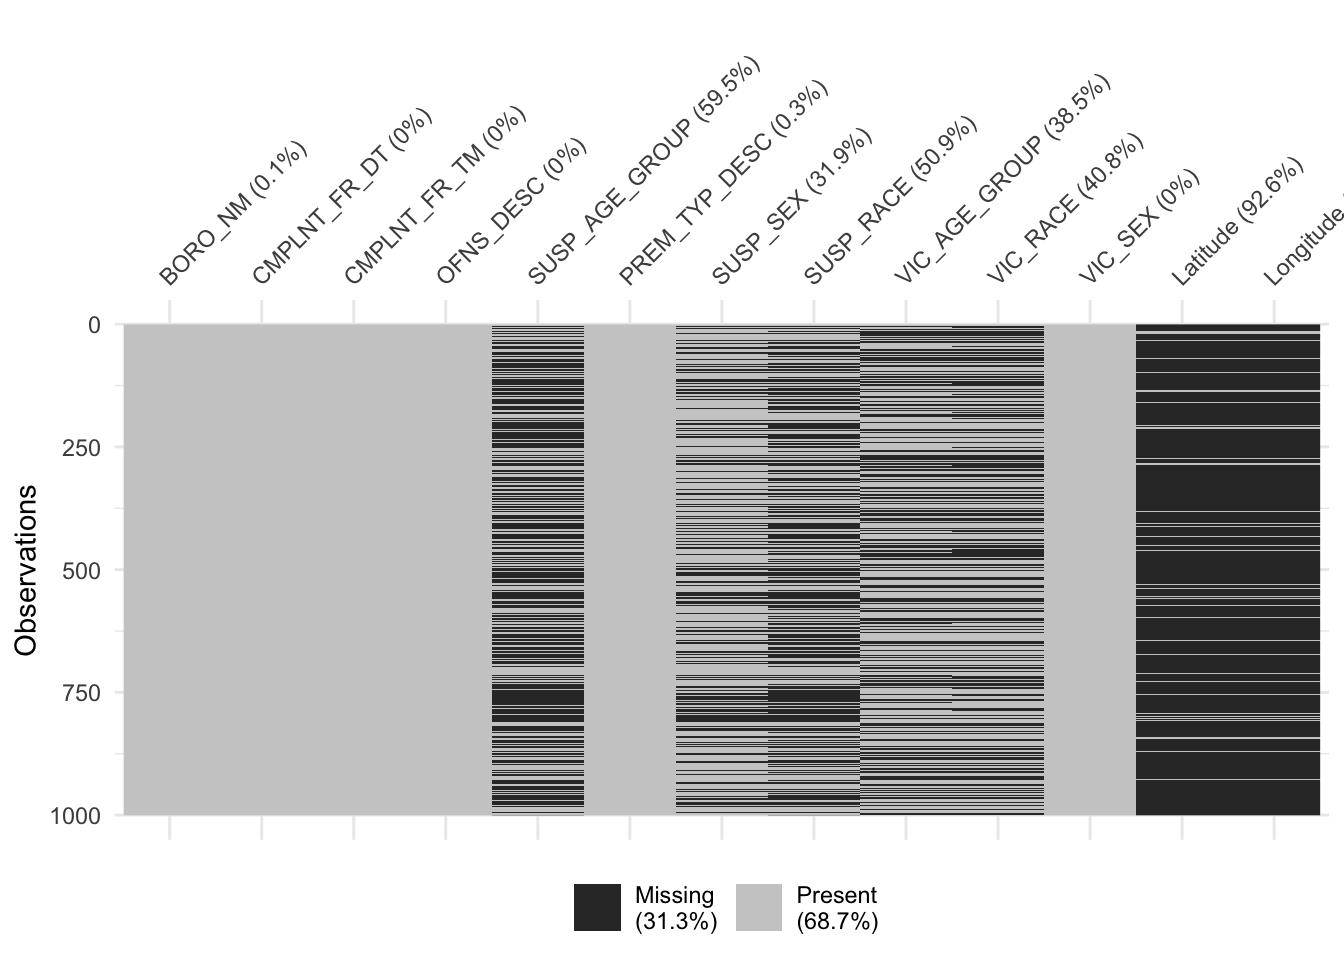 BORO_NM (0.1%)
CMPLNT_FR_DT (0%)
CMPLNT_FR_TM (0%)
OFNS_DESC (0%)
SUSP_AGE_GROUP (59.5%)
PREM_TYP_DESC (0.3%)
SUSP_SEX (31.9%)
SUSP_RACE (50.9%)
VIC_AGE_GROUP (38.5%)
VIC_RACE (40.8%)
VIC_SEX (0%)
Latitude (92.6%)
Longitude
0
250
500
750
1000
Observations
Missing
(31.3%)
Present
(68.7%)